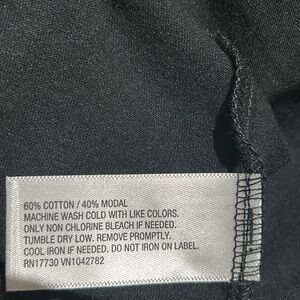 60% COTTON / 40% MODAL
MACHINE WASH COLD WITH LIKE COLORS.
ONLY NON CHLORINE BLEACH IF NEEDED.
TUMBLE DRY LOW. REMOVE PROMPTLY.
COOL IRON IF NEEDED. DO NOT IRON ON LABEL.
RN17730 VN1042782